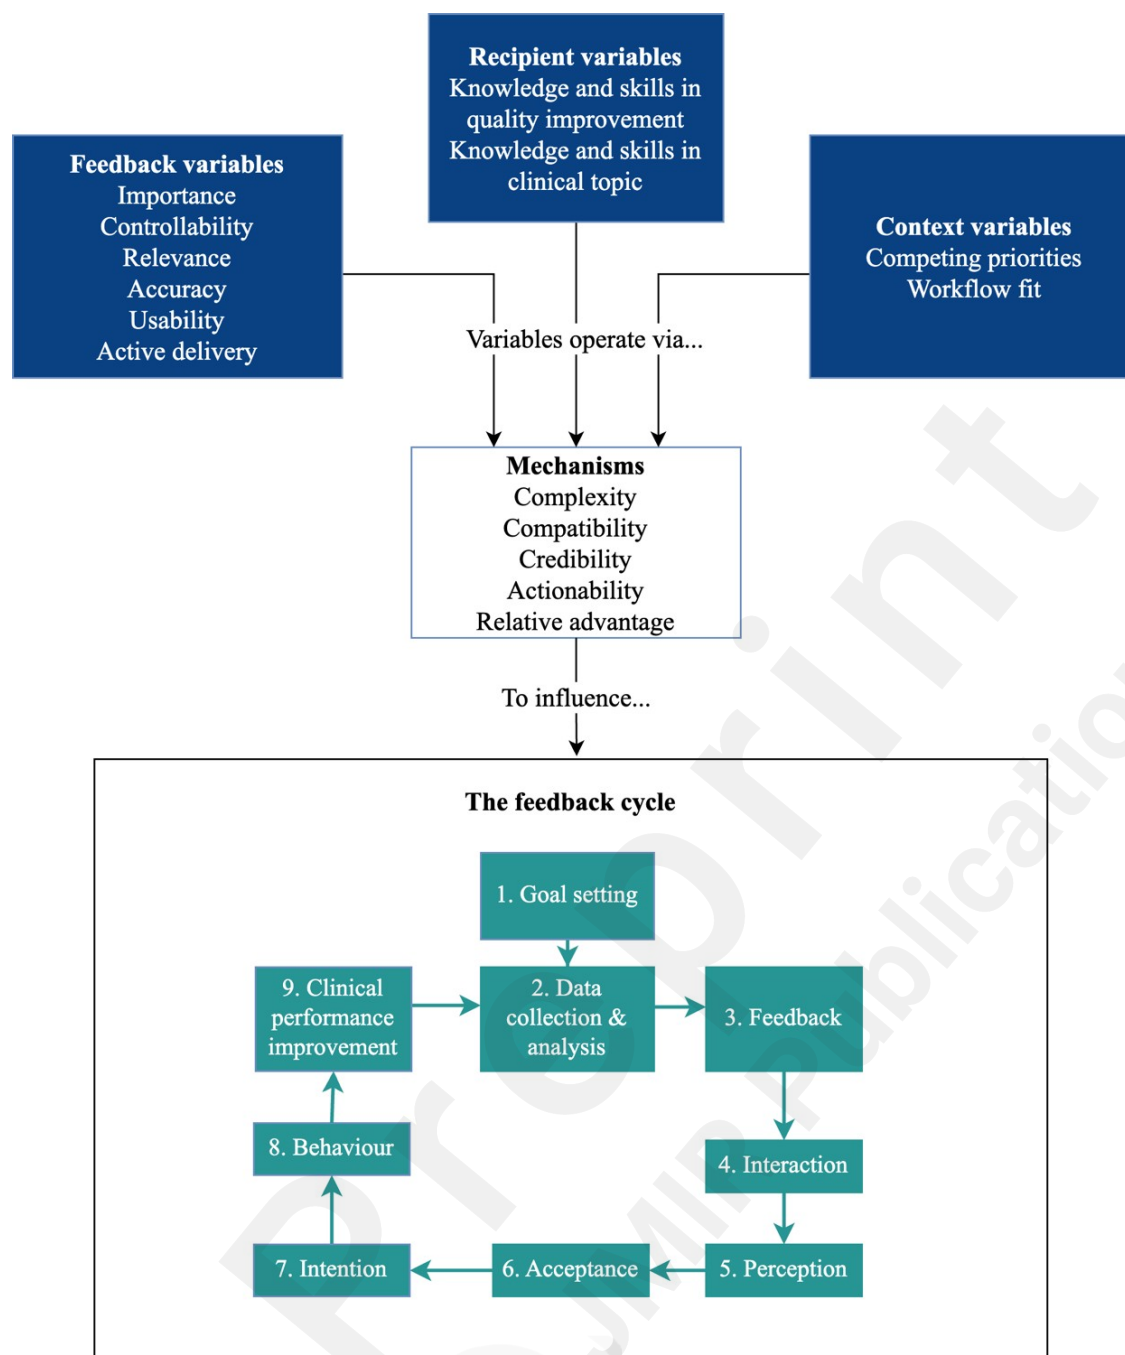 Recipient variables
Knowledge and skills in
quality improvement
Knowledge and skills in
clinical topic
Feedback variables
Importance
Controllability
Relevance
Accuracy
Usability
Active delivery
Context variables
Competing priorities
Workflow fit
Variables operate via...
Mechanisms
Complexity
Compatibility
Credibility
Actionability
Relative advantage
To influence...
The feedback cycle
1. Goal setting
2. Data
collection &
analysis
3. Feedback
4. Interaction
5. Perception
6. Acceptance
7. Intention
8. Behaviour
9. Clinical
performance
improvement
Preprint
JMIR Publication